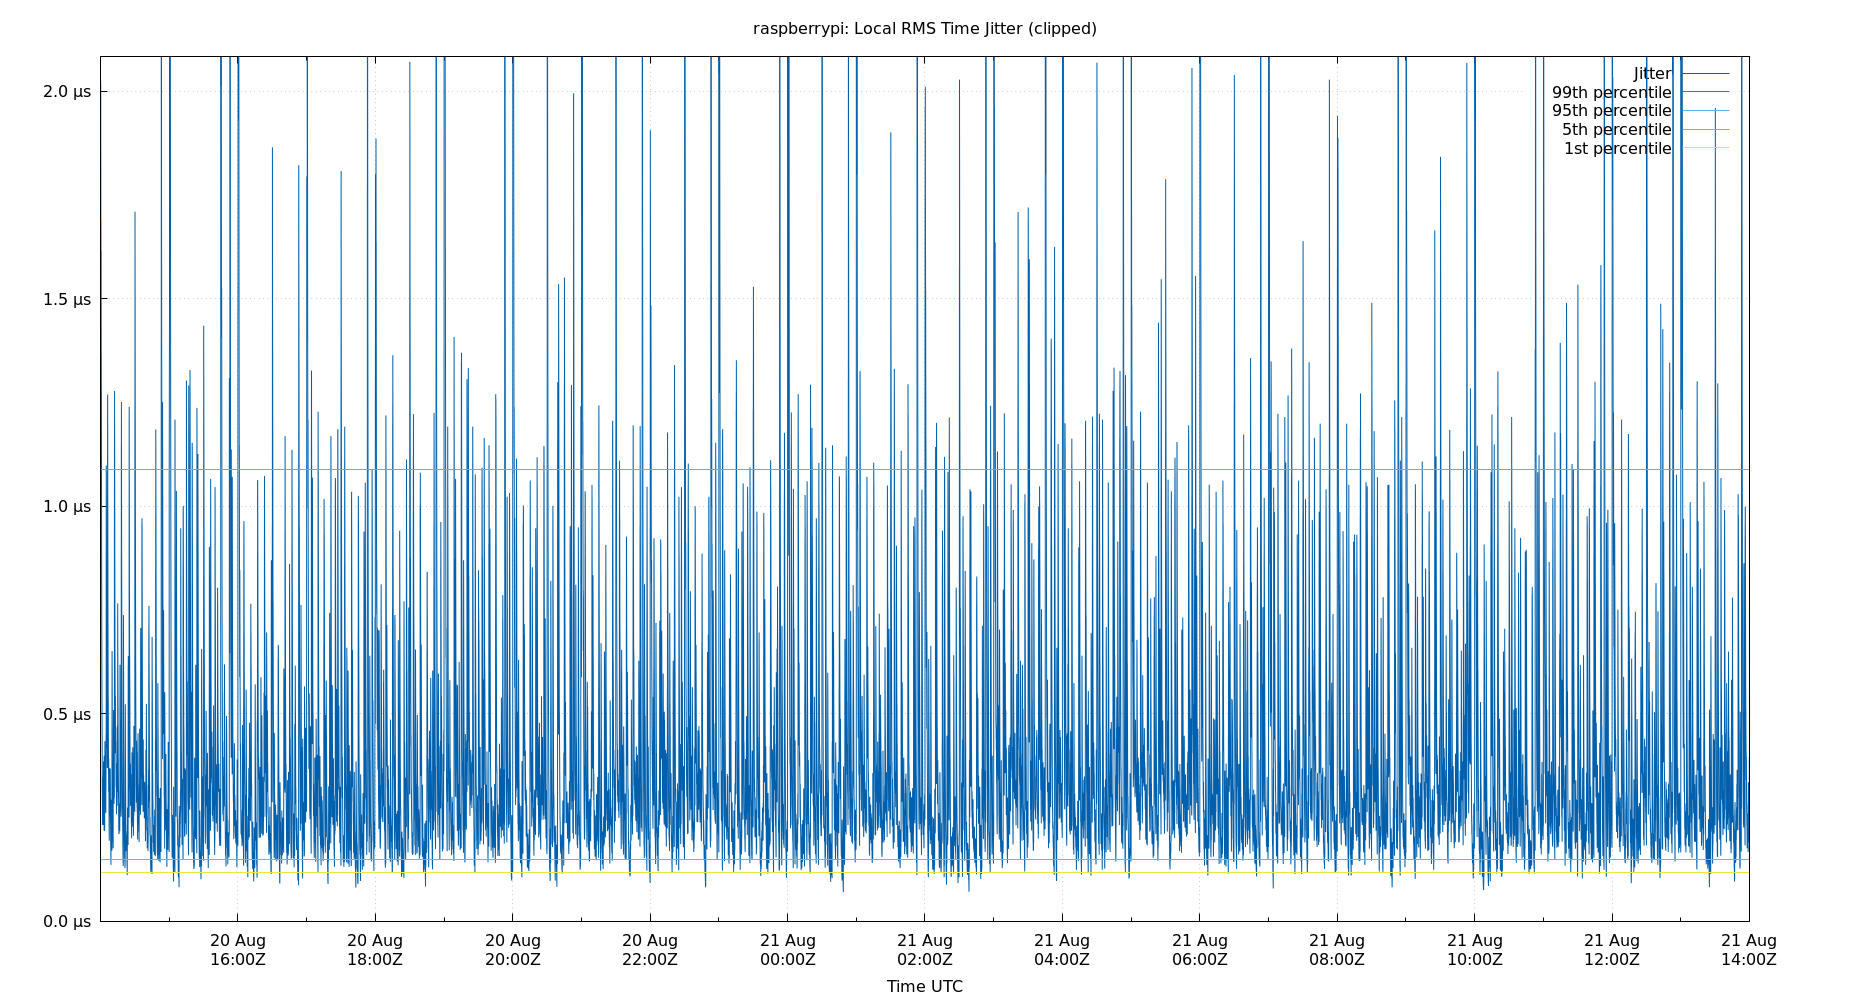 raspberrypi: Local RMS Time Jitter (clipped)
2.0 µs
1.5 µs
1.0 µs
0.5 µs
0.0 µs
Jitter
99th percentile
95th percentile
5th percentile
1st percentile
20 Aug 20 Aug 20 Aug 20 Aug 21 Aug 21 Aug 21 Aug 21 Aug 21 Aug 21 Aug 21 Aug 21 Aug
16:00Z 18:00Z 20:00Z 22:00Z 00:00Z 02:00Z 04:00Z 06:00Z 08:00Z 10:00Z 12:00Z 14:00Z
Time UTC